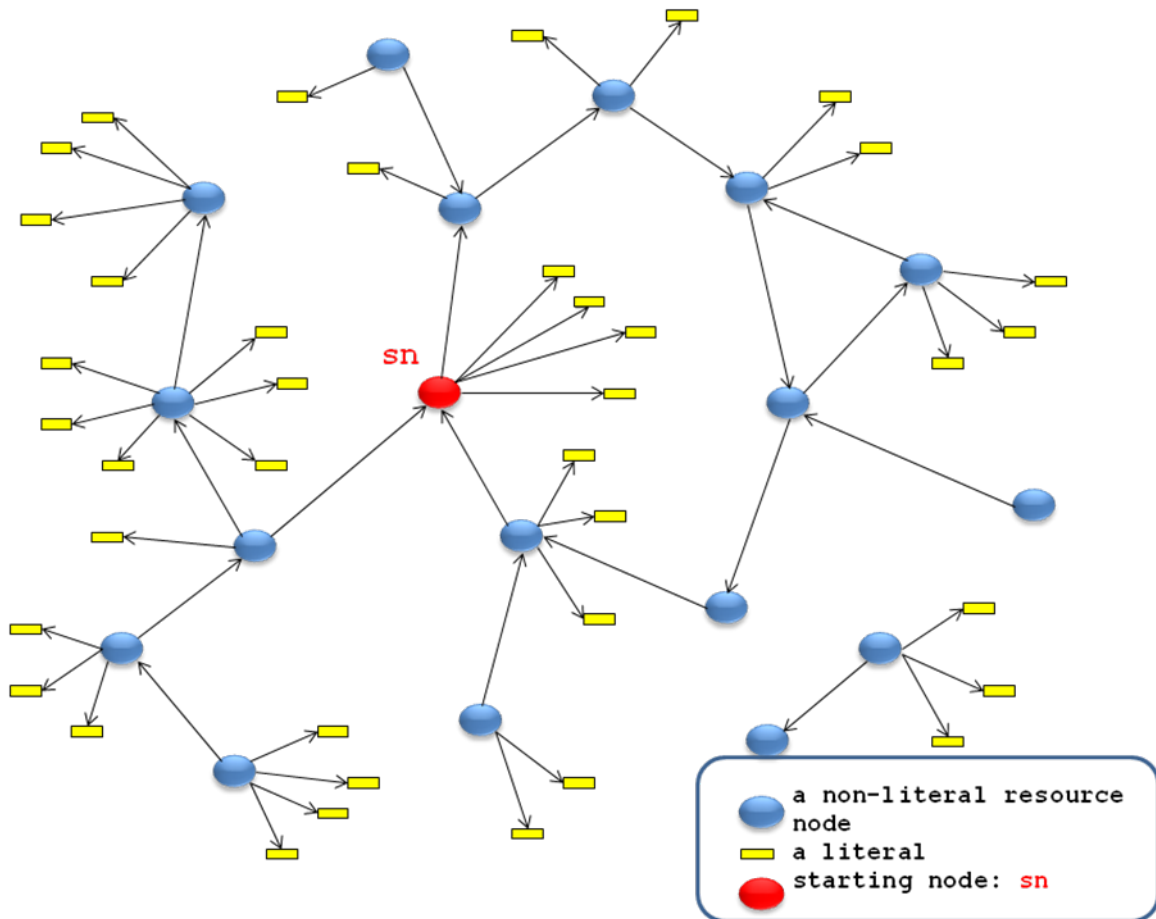 sn
a non-literal resource
node
a literal
starting node: sn